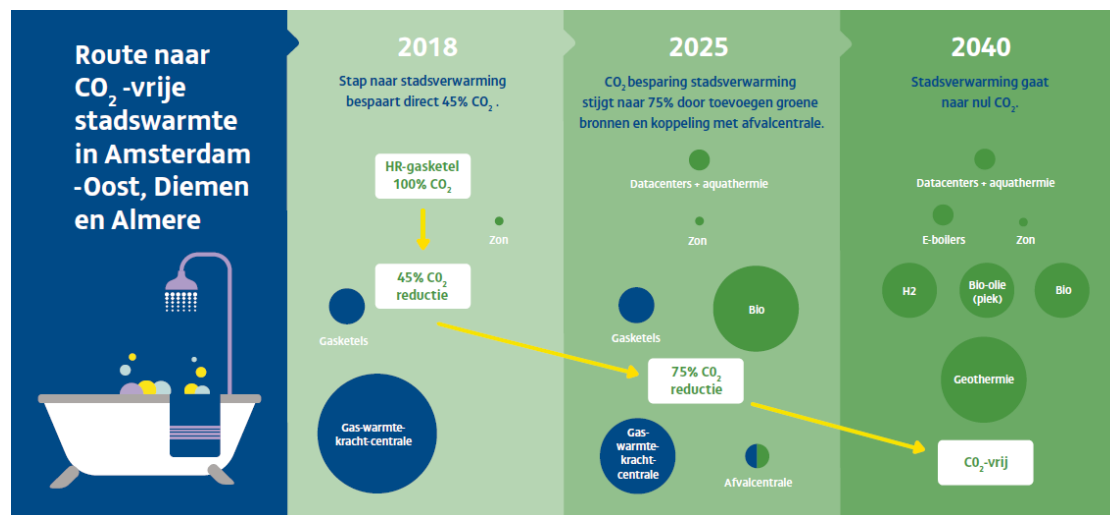 Route naar
CO₂ -vrije
stadswarmte
in Amsterdam
-Oost, Diemen
en Almere
2018
Stap naar stadsverwarming
bespaart direct 45% CO₂ .
HR-gasketel
100% CO₂
Zon
45% CO₂
reductie
Gasketels
Gas-warmte-
kracht-centrale
2025
CO₂ besparing stadsverwarming
stijgt naar 75% door toevoegen groene
bronnen en koppeling met afvalcentrale.
Datacenters + aquathermie
Zon
Bio
Gasketels
75% CO₂
reductie
Gas-
warmte-
kracht-
centrale
Afvalcentrale
2040
Stadsverwarming gaat
naar nul CO₂.
Datacenters + aquathermie
E-boilers
Zon
H2
Bio-olie
(piek)
Bio
Geothermie
CO₂-vrij